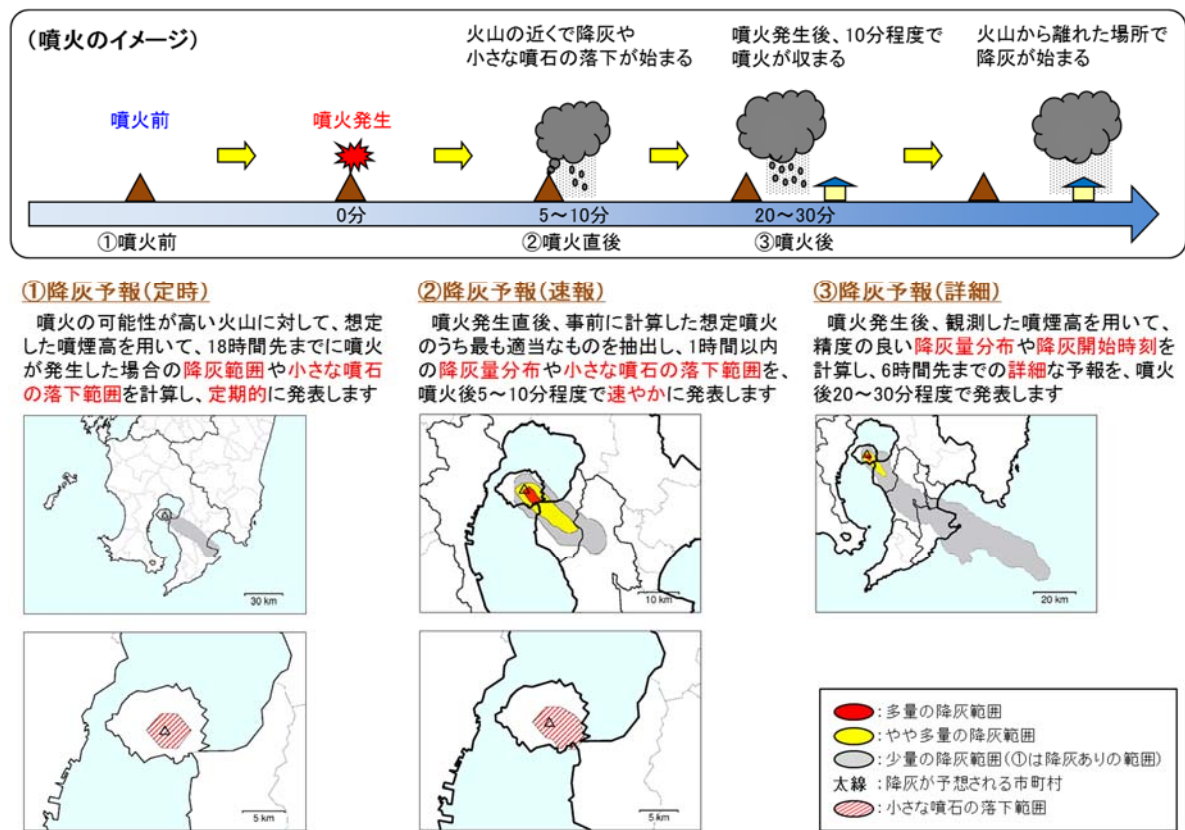 (噴火のイメージ)
火山の近くで降灰や
小さな噴石の落下が始まる
噴火発生後、10分程度で
噴火が収まる
火山から離れた場所で
降灰が始まる
噴火前
噴火発生
0分
5～10分
20～30分
①噴火前
②噴火直後
③噴火後
①降灰予報(定時)
噴火の可能性が高い火山に対して、想定
した噴煙高を用いて、18時間先までに噴火
が発生した場合の降灰範囲や小さな噴石
の落下範囲を計算し、定期的に発表します
30 km
5 km
②降灰予報(速報)
噴火発生直後、事前に計算した想定噴火
のうち最も適当なものを抽出し、1時間以内
の降灰量分布や小さな噴石の落下範囲を、
噴火後5～10分程度で速やかに発表します
10 km
5 km
③降灰予報(詳細)
噴火発生後、観測した噴煙高を用いて、
精度の良い降灰量分布や降灰開始時刻を
計算し、6時間先までの詳細な予報を、噴火
後20～30分程度で発表します
20 km
：多量の降灰範囲
：やや多量の降灰範囲
：少量の降灰範囲(①は降灰ありの範囲)
太線：降灰が予想される市町村
：小さな噴石の落下範囲